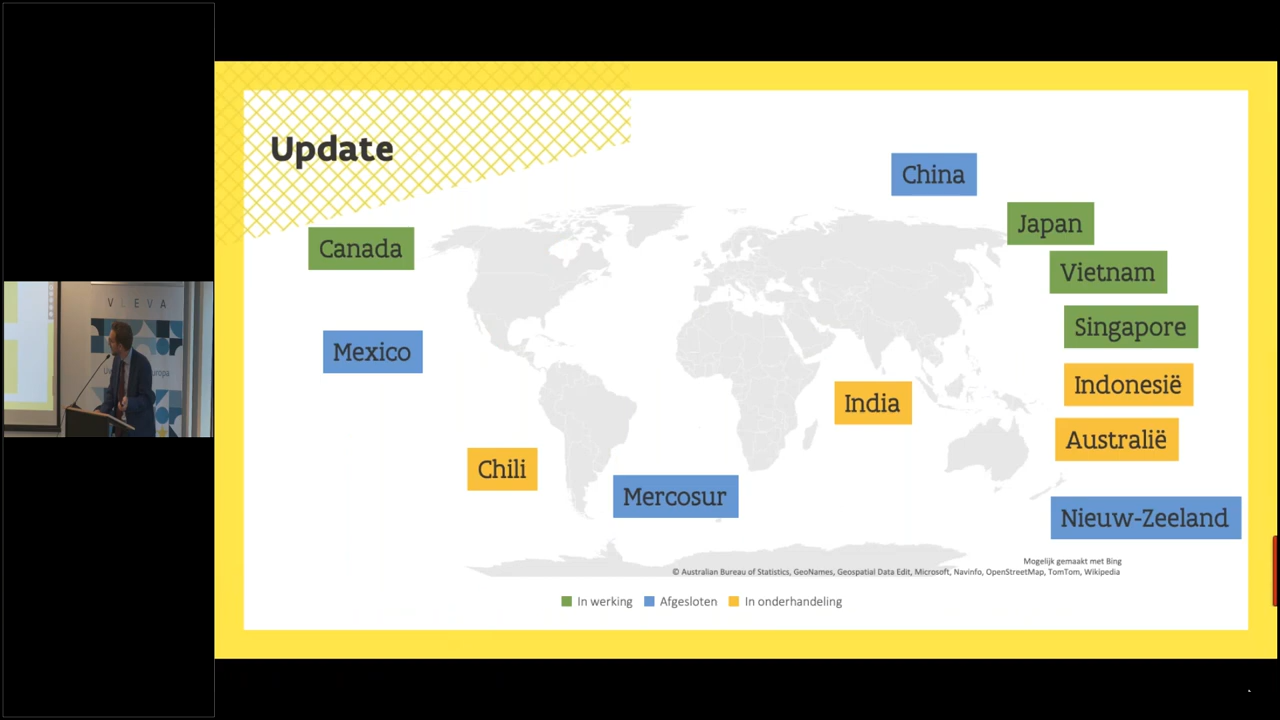 Update
China
Japan
Canada
Vietnam
Singapore
Mexico
Indonesië
India
Australië
Chili
Mercosur
Nieuw-Zeeland
Mogelijk gemaakt met Bing
© Australian Bureau of Statistics, GeoNames, Geospatial Data Edit, Microsoft, Navinfo, OpenStreetMap, TomTom, Wikipedia
In werking Afgesloten In onderhandeling
VLEVA